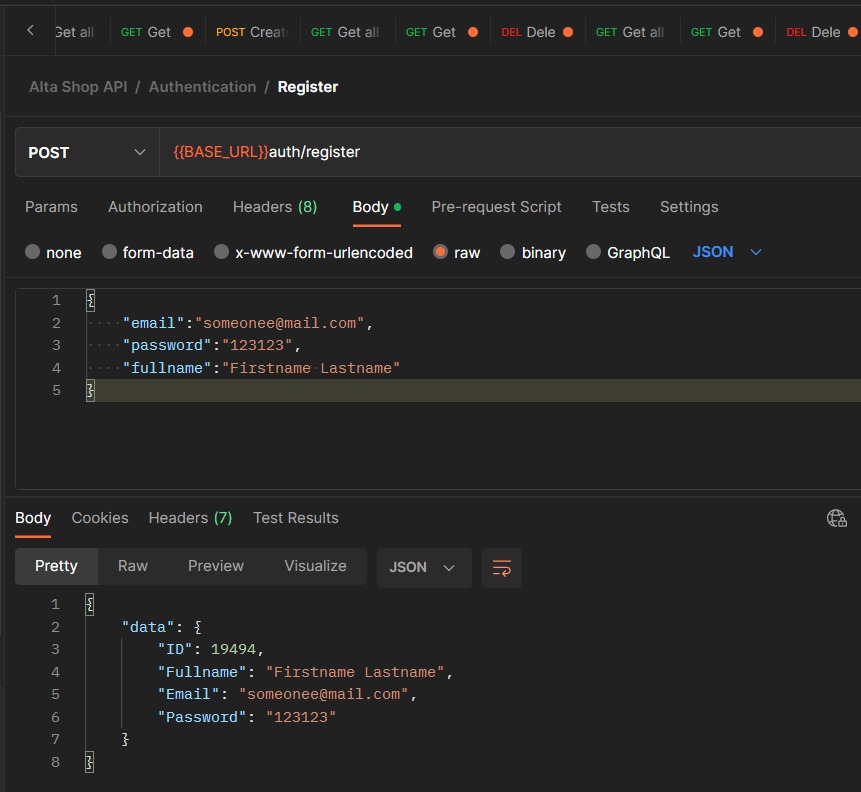 Get all GET Get POST Creat GET Get all GET Get DEL Dele GET Get all GET Get DEL Dele
Alta Shop API / Authentication / Register
POST {{BASE_URL}}auth/register
Params Authorization Headers (8) Body Pre-request Script Tests Settings
none form-data x-www-form-urlencoded raw binary GraphQL JSON
1 {
2 "email":"someonee@mail.com",
3 "password":"123123",
4 "fullname":"Firstname Lastname"
5 }
Body Cookies Headers (7) Test Results
Pretty Raw Preview Visualize JSON
1 {
2 "data": {
3 "ID": 19494,
4 "Fullname": "Firstname Lastname",
5 "Email": "someonee@mail.com",
6 "Password": "123123"
7 }
8 }